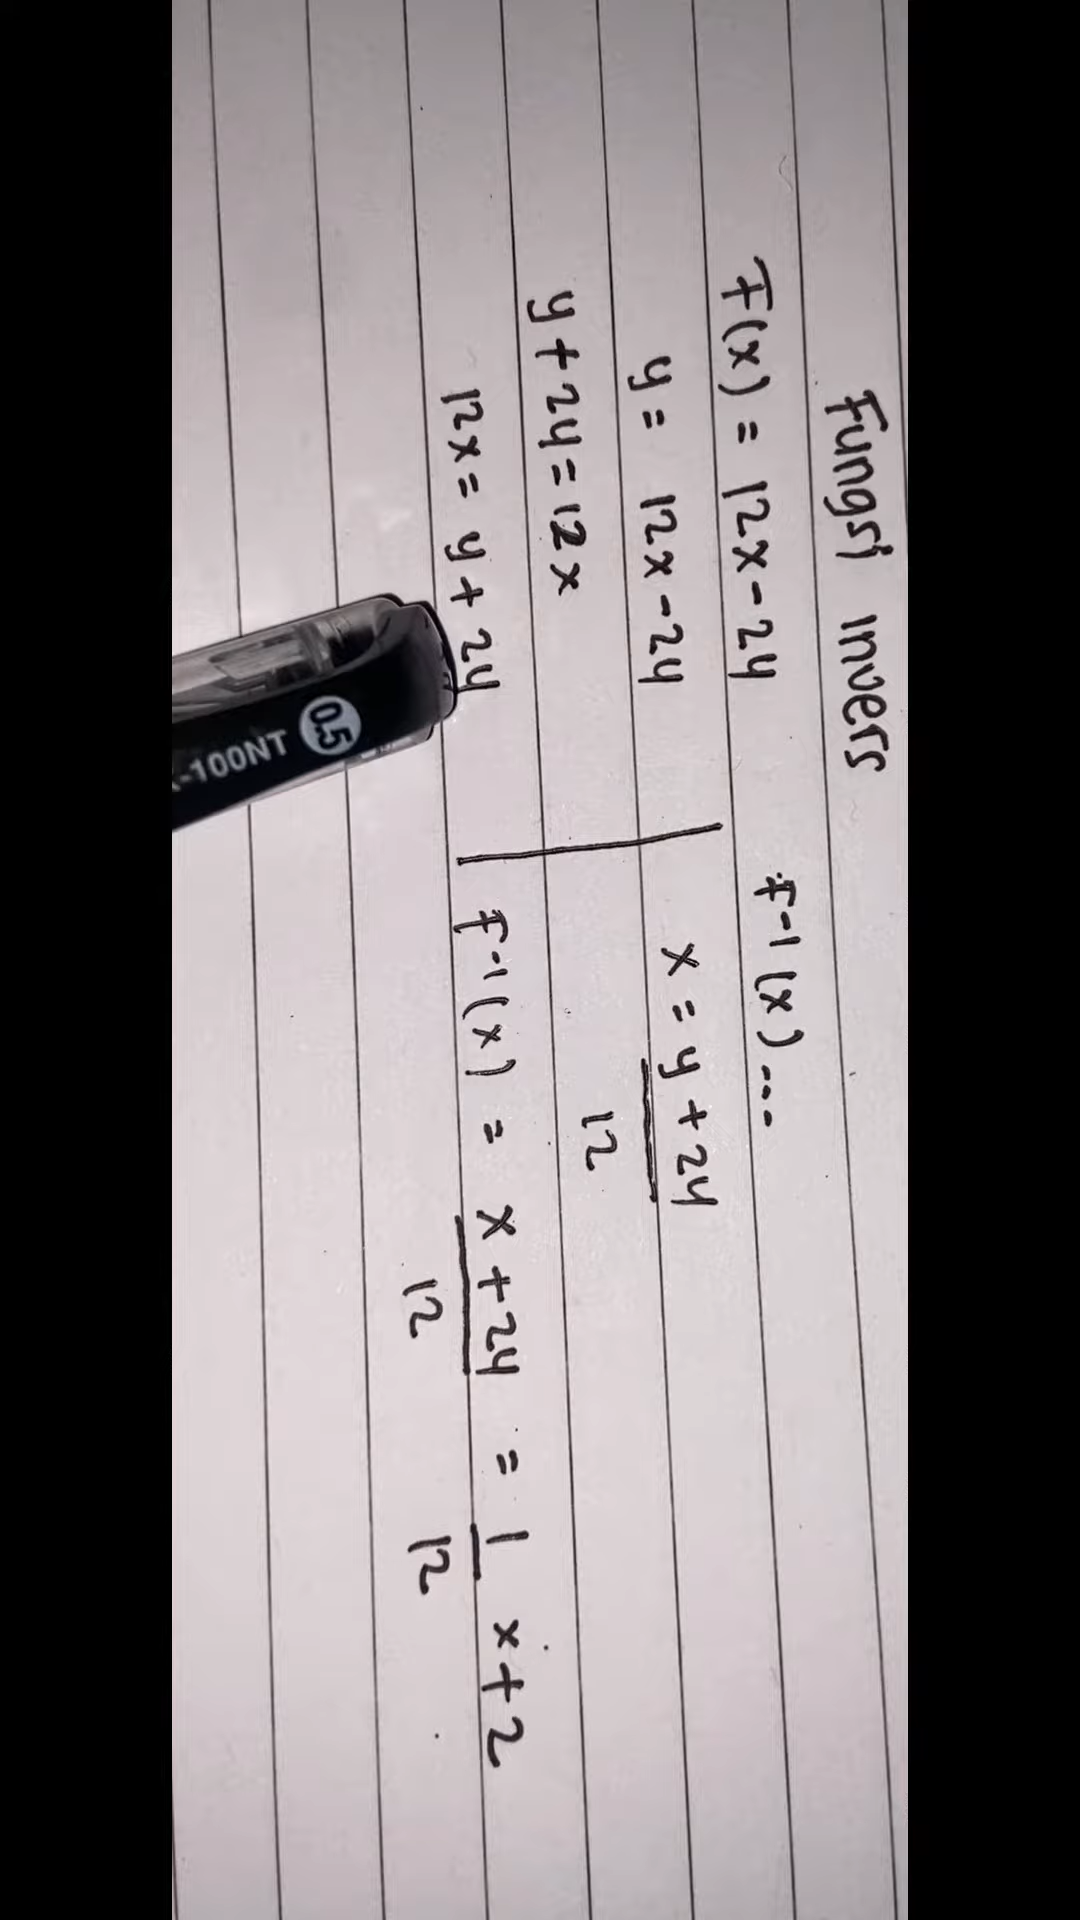 Fungsi invers
F(x) = 12x-24 F-1 (x)...
y = 12x-24
y + 24 = 12x
12x = y + 24
x = y + 24
12
F-1(x) = x + 24 = 1 x + 2
12 12
0.5
-100NT